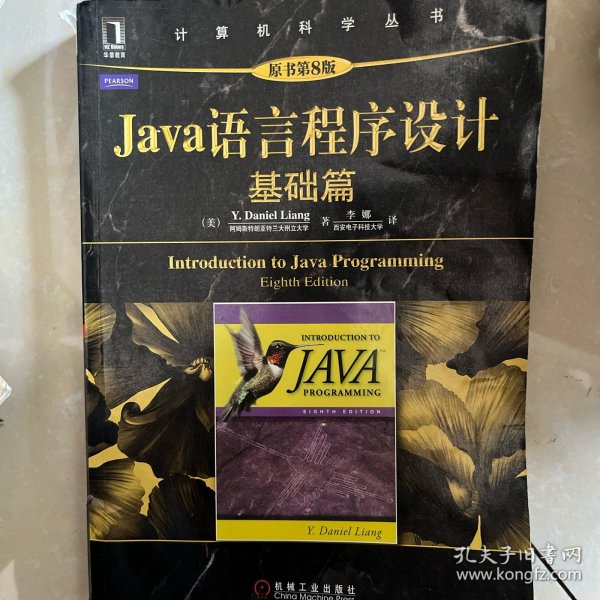 计算机科学丛书
HZ Books
华章教育
PEARSON
原书第8版
Java语言程序设计
基础篇
(美) Y. Daniel Liang 著 李娜 译
阿姆斯特朗亚特兰大州立大学 西安电子科技大学
Introduction to Java Programming
Eighth Edition
INTRODUCTION TO
JAVA
PROGRAMMING
EIGHTH EDITION
Y. Daniel Liang
机械工业出版社
China Machine Press
孔夫子旧书网
www.kongfz.com